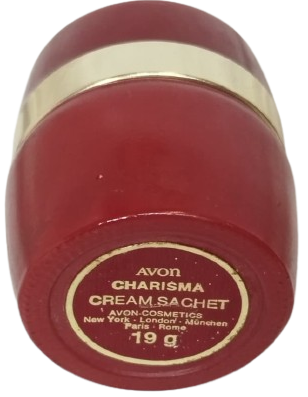 AVON
CHARISMA
CREAM SACHET
AVON-COSMETICS
New York - London - München
Paris - Rome
19 g